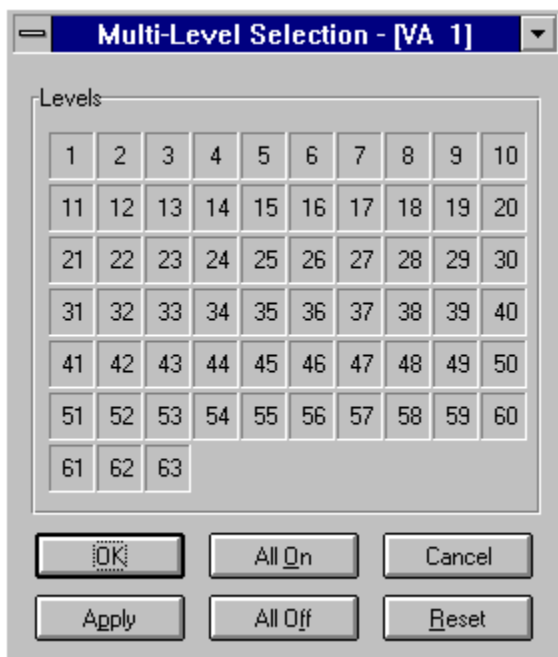 Multi-Level Selection - [VA  1]
Levels
1 2 3 4 5 6 7 8 9 10
11 12 13 14 15 16 17 18 19 20
21 22 23 24 25 26 27 28 29 30
31 32 33 34 35 36 37 38 39 40
41 42 43 44 45 46 47 48 49 50
51 52 53 54 55 56 57 58 59 60
61 62 63
OK All On Cancel
Apply All Off Reset